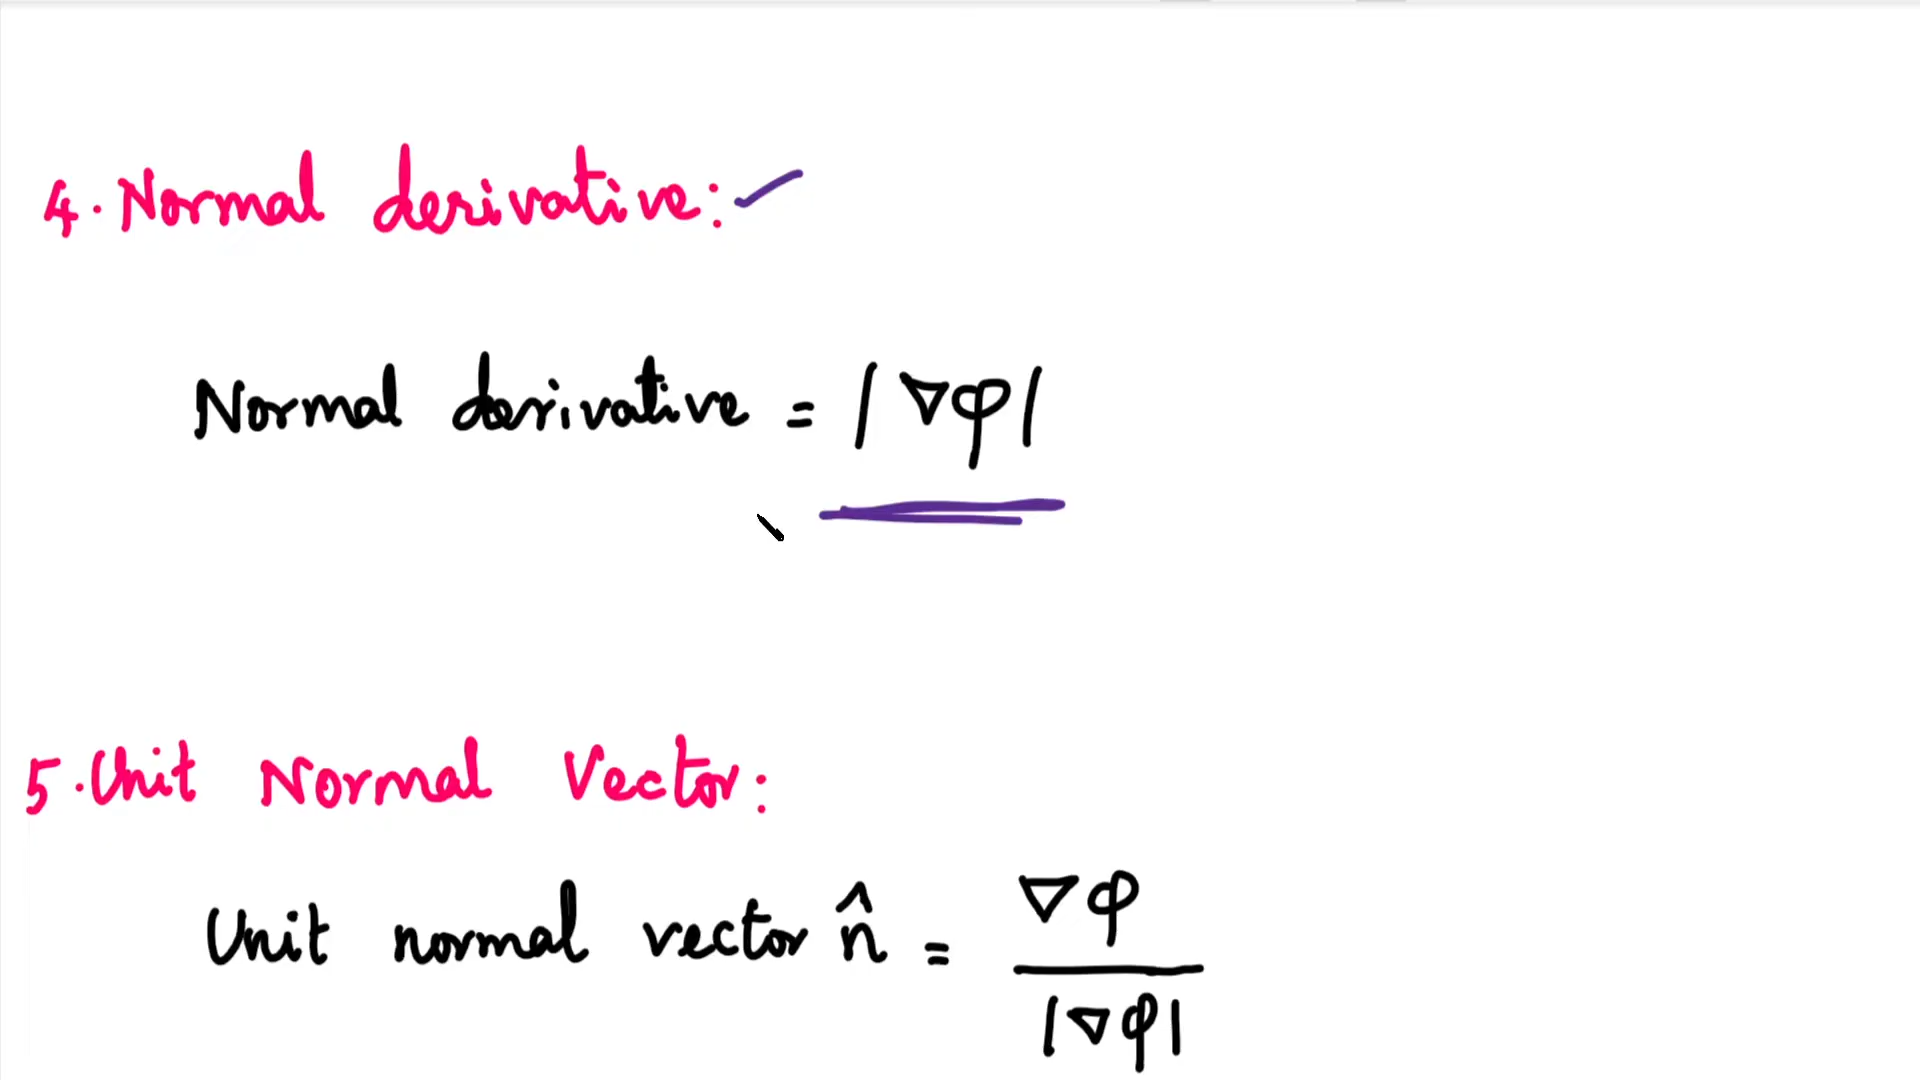 4. Normal derivative:
Normal derivative = |∇φ|
5. Unit Normal Vector:
Unit normal vector n̂ = ∇φ
|∇φ|